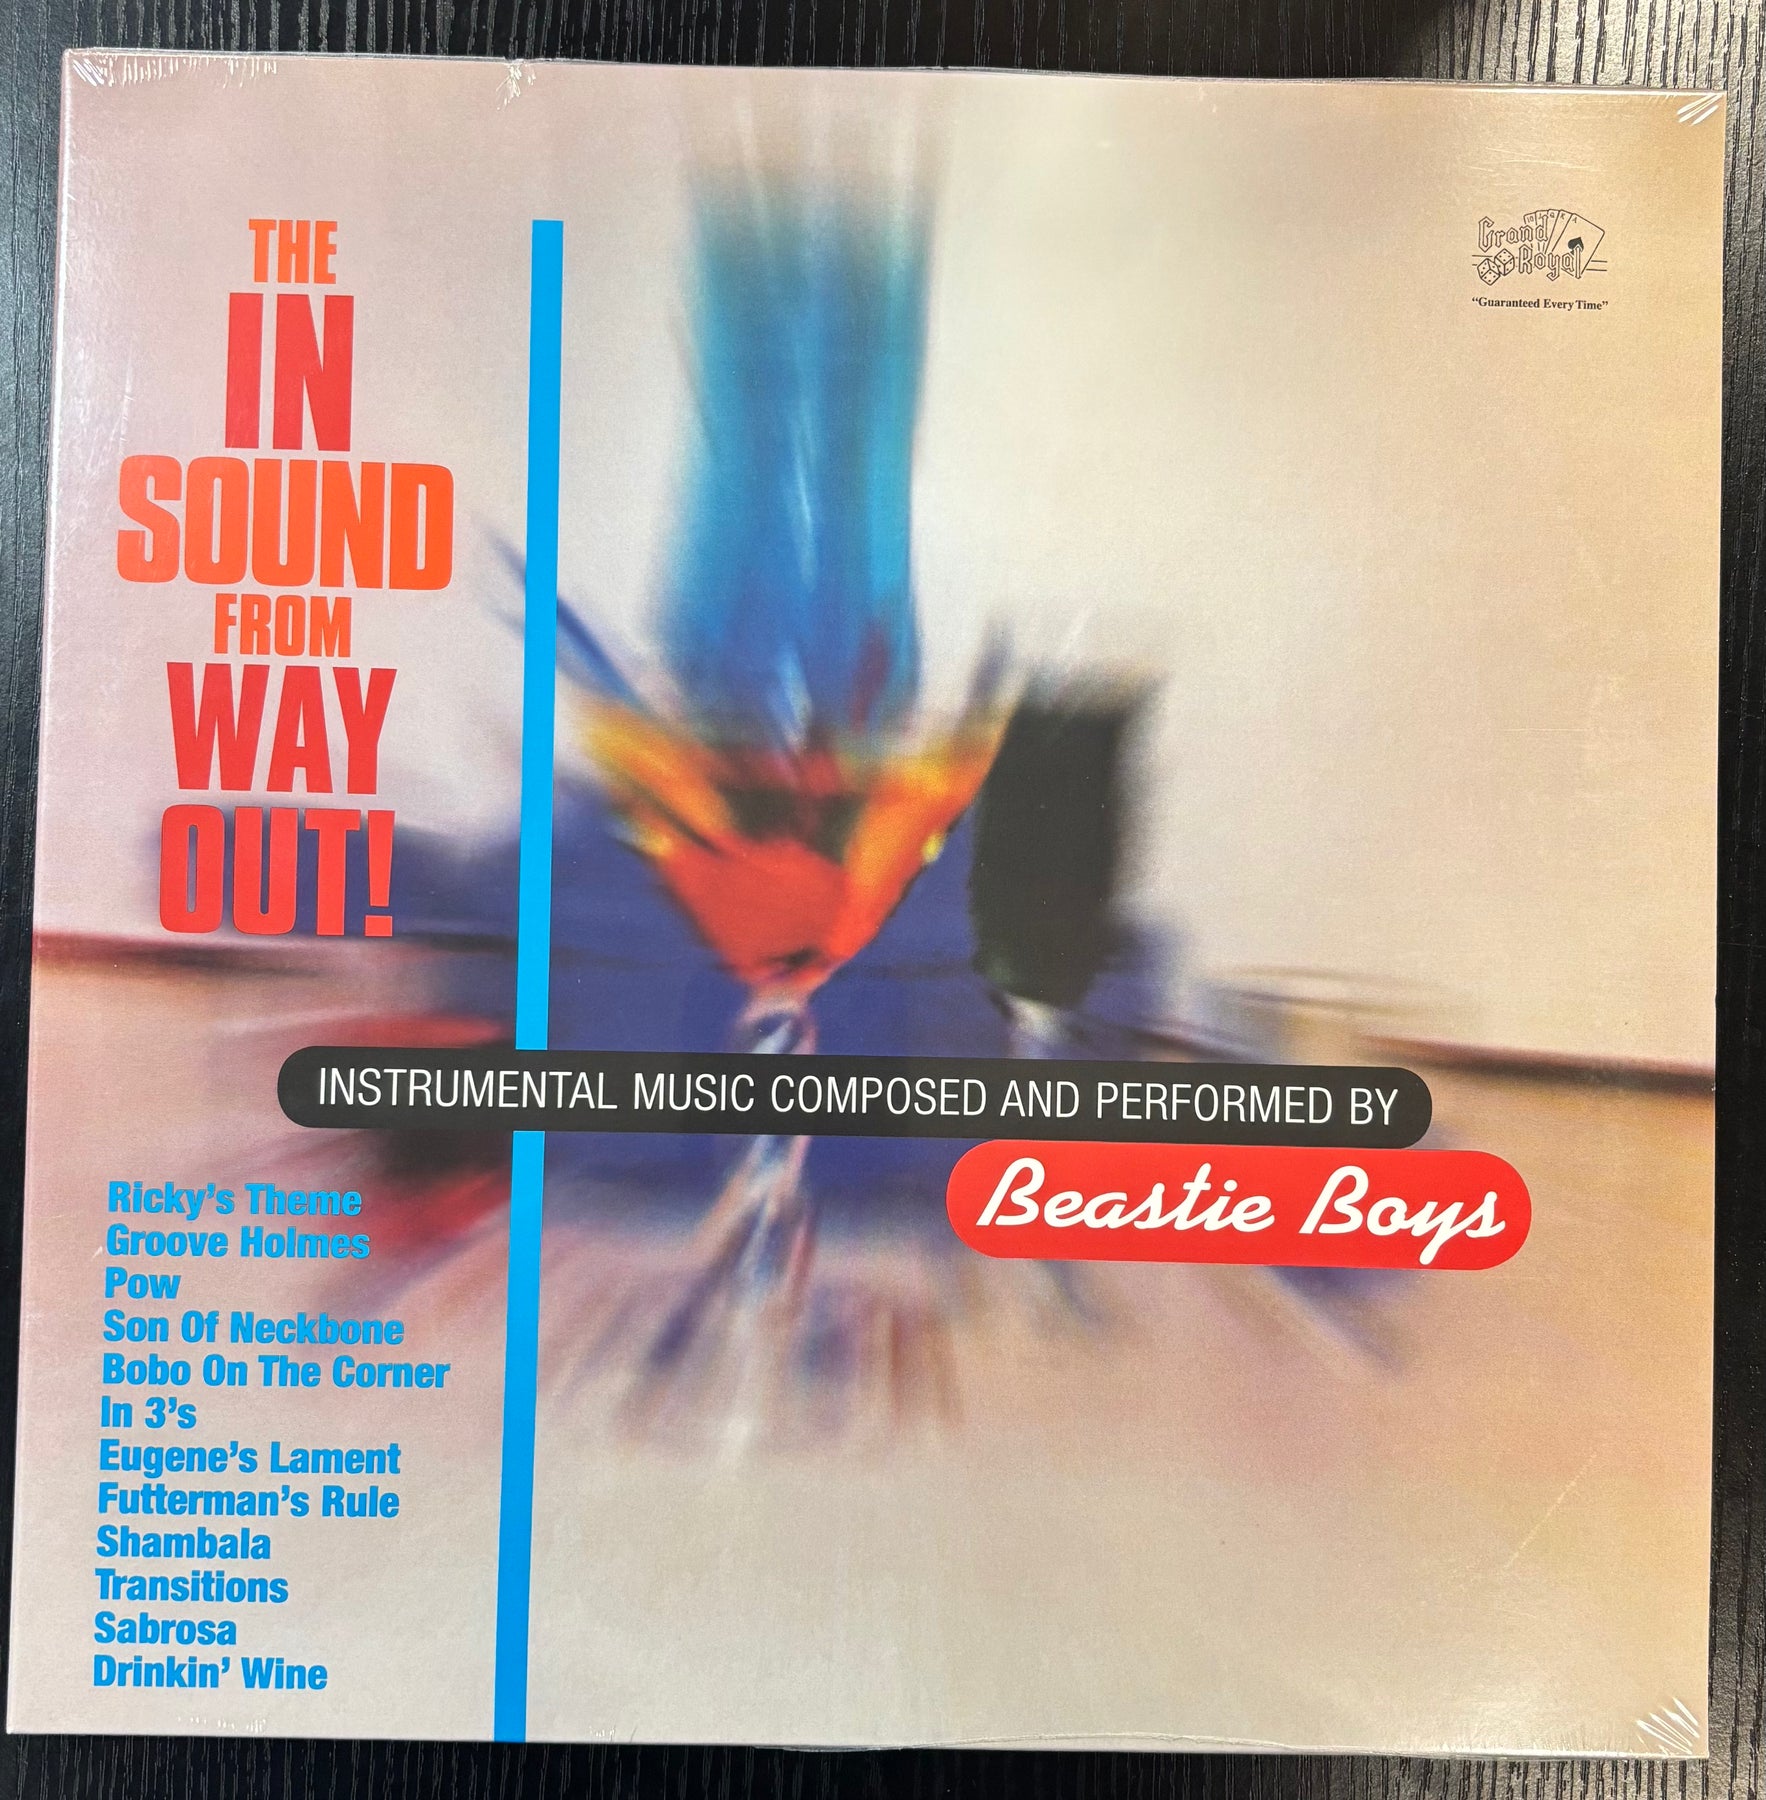 THE
IN
SOUND
FROM
WAY
OUT!
Grand
Royal
"Guaranteed Every Time"
INSTRUMENTAL MUSIC COMPOSED AND PERFORMED BY
Beastie Boys
Ricky's Theme
Groove Holmes
Pow
Son Of Neckbone
Bobo On The Corner
In 3's
Eugene's Lament
Futterman's Rule
Shambala
Transitions
Sabrosa
Drinkin' Wine